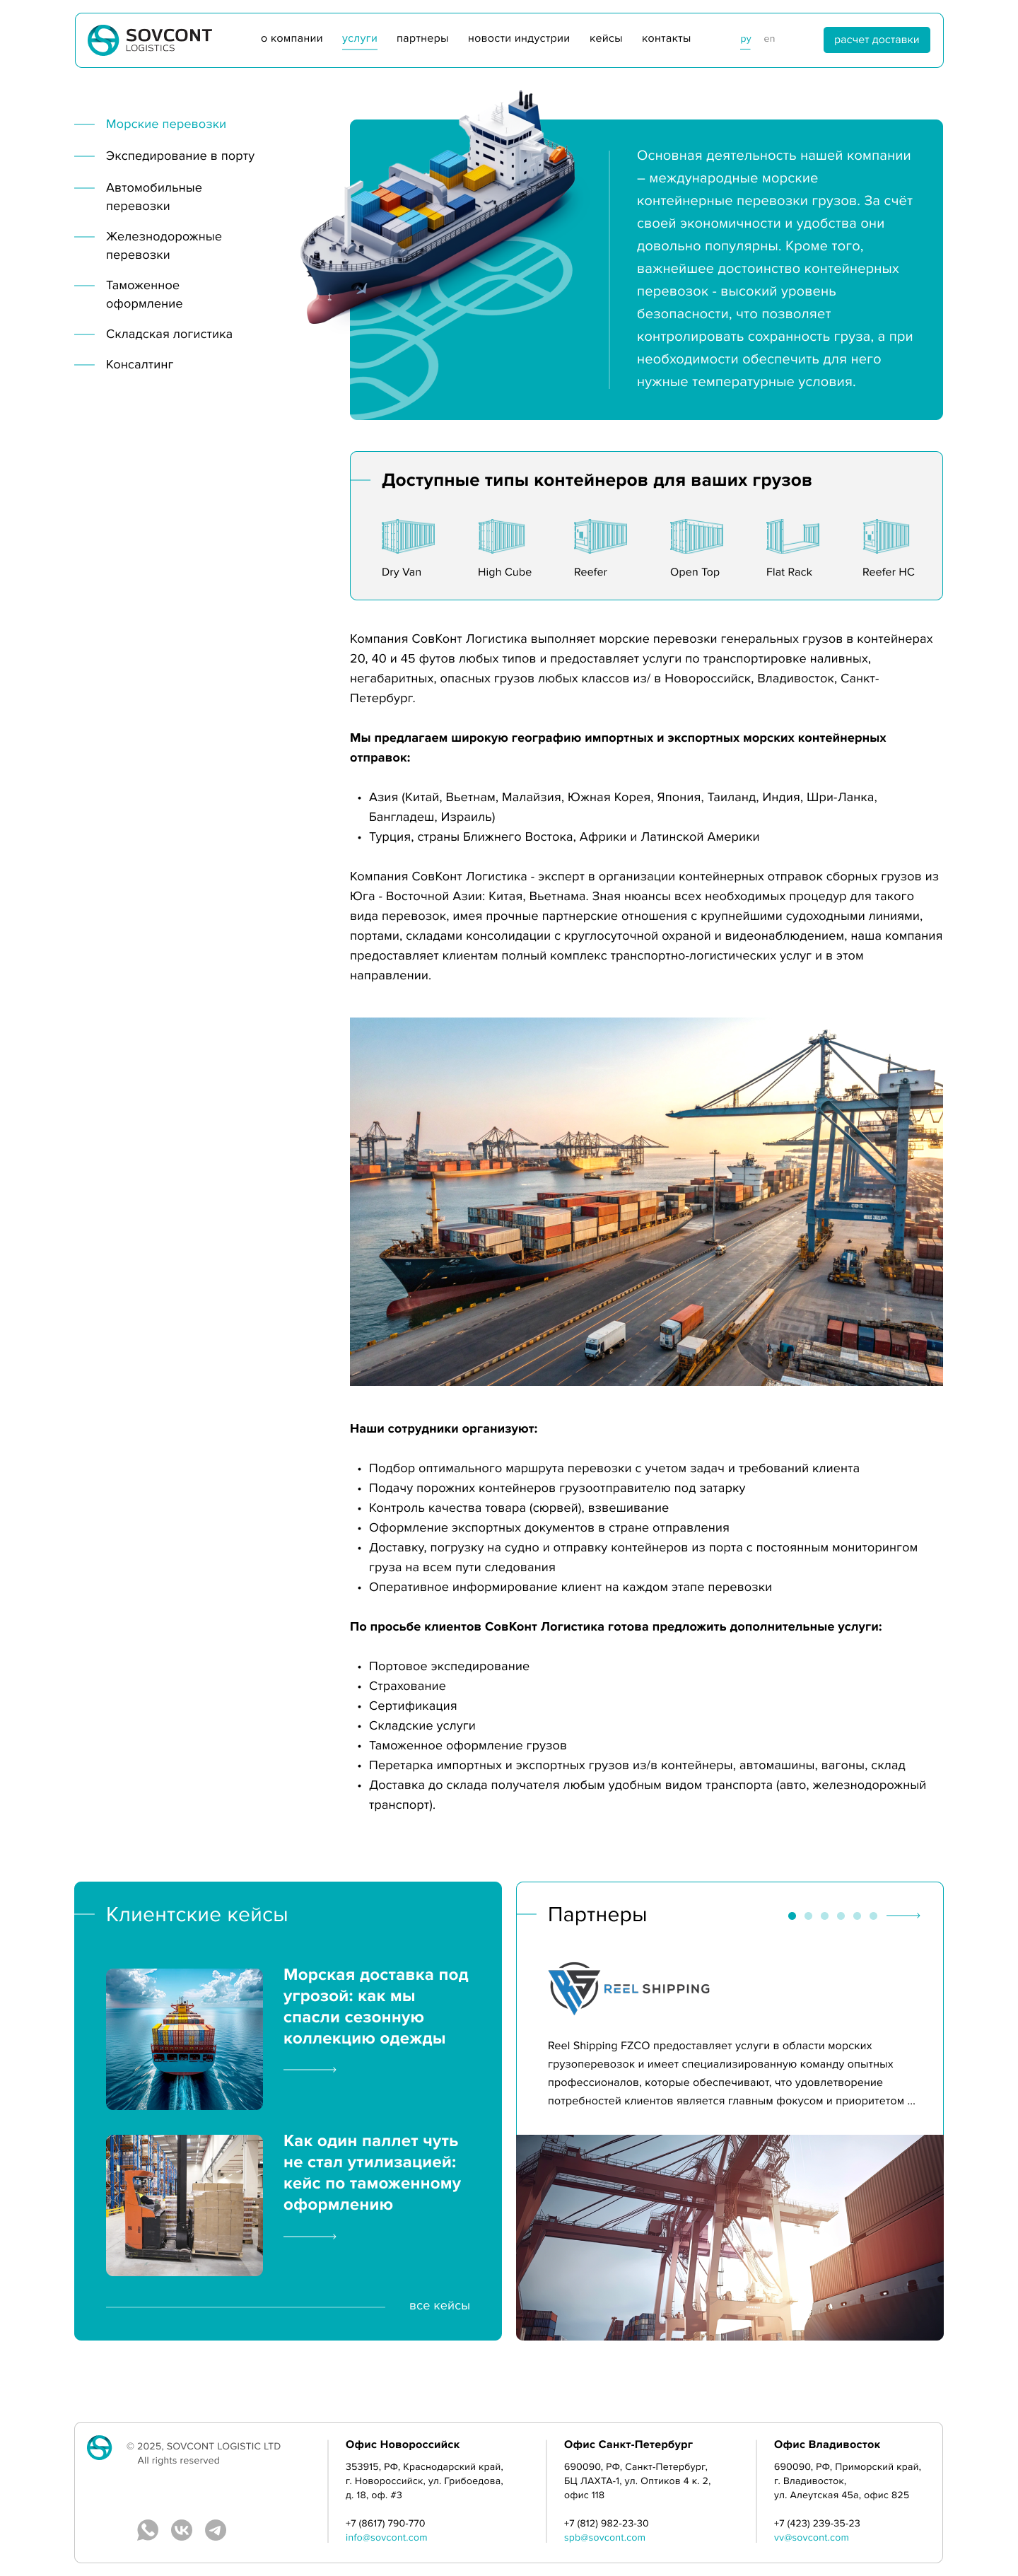 SOVCONT
LOGISTICS
о компании
услуги
партнеры
новости индустрии
кейсы
контакты
ру
en
расчет доставки
Морские перевозки
Экспедирование в порту
Автомобильные
перевозки
Железнодорожные
перевозки
Таможенное
оформление
Складская логистика
Консалтинг
Основная деятельность нашей компании
– международные морские
контейнерные перевозки грузов. За счёт
своей экономичности и удобства они
довольно популярны. Кроме того,
важнейшее достоинство контейнерных
перевозок - высокий уровень
безопасности, что позволяет
контролировать сохранность груза, а при
необходимости обеспечить для него
нужные температурные условия.
Доступные типы контейнеров для ваших грузов
Dry Van
High Cube
Reefer
Open Top
Flat Rack
Reefer HC
Компания СовКонт Логистика выполняет морские перевозки генеральных грузов в контейнерах
20, 40 и 45 футов любых типов и предоставляет услуги по транспортировке наливных,
негабаритных, опасных грузов любых классов из/ в Новороссийск, Владивосток, Санкт-
Петербург.
Мы предлагаем широкую географию импортных и экспортных морских контейнерных
отправок:
• Азия (Китай, Вьетнам, Малайзия, Южная Корея, Япония, Таиланд, Индия, Шри-Ланка,
Бангладеш, Израиль)
• Турция, страны Ближнего Востока, Африки и Латинской Америки
Компания СовКонт Логистика - эксперт в организации контейнерных отправок сборных грузов из
Юга - Восточной Азии: Китая, Вьетнама. Зная нюансы всех необходимых процедур для такого
вида перевозок, имея прочные партнерские отношения с крупнейшими судоходными линиями,
портами, складами консолидации с круглосуточной охраной и видеонаблюдением, наша компания
предоставляет клиентам полный комплекс транспортно-логистических услуг и в этом
направлении.
Наши сотрудники организуют:
• Подбор оптимального маршрута перевозки с учетом задач и требований клиента
• Подачу порожних контейнеров грузоотправителю под затарку
• Контроль качества товара (сюрвей), взвешивание
• Оформление экспортных документов в стране отправления
• Доставку, погрузку на судно и отправку контейнеров из порта с постоянным мониторингом
груза на всем пути следования
• Оперативное информирование клиент на каждом этапе перевозки
По просьбе клиентов СовКонт Логистика готова предложить дополнительные услуги:
• Портовое экспедирование
• Страхование
• Сертификация
• Складские услуги
• Таможенное оформление грузов
• Перетарка импортных и экспортных грузов из/в контейнеры, автомашины, вагоны, склад
• Доставка до склада получателя любым удобным видом транспорта (авто, железнодорожный
транспорт).
Клиентские кейсы
Морская доставка под
угрозой: как мы
спасли сезонную
коллекцию одежды
Как один паллет чуть
не стал утилизацией:
кейс по таможенному
оформлению
все кейсы
Партнеры
REEL SHIPPING
Reel Shipping FZCO предоставляет услуги в области морских
грузоперевозок и имеет специализированную команду опытных
профессионалов, которые обеспечивают, что удовлетворение
потребностей клиентов является главным фокусом и приоритетом ...
© 2025, SOVCONT LOGISTIC LTD
All rights reserved
Офис Новороссийск
353915, РФ, Краснодарский край,
г. Новороссийск, ул. Грибоедова,
д. 18, оф. #3
+7 (8617) 790-770
info@sovcont.com
Офис Санкт-Петербург
690090, РФ, Санкт-Петербург,
БЦ ЛАХТА-1, ул. Оптиков 4 к. 2,
офис 118
+7 (812) 982-23-30
spb@sovcont.com
Офис Владивосток
690090, РФ, Приморский край,
г. Владивосток,
ул. Алеутская 45а, офис 825
+7 (423) 239-35-23
vv@sovcont.com